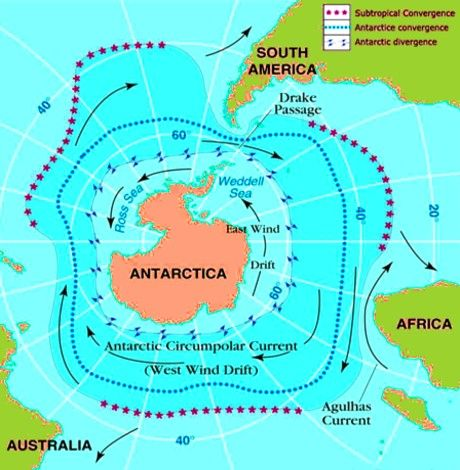 Subtropical Convergence
Antarctice convergence
Antarctic divergence
SOUTH
AMERICA
Drake
Passage
40°
60
Ross Sea
Weddell
Sea
East Wind
Drift
40°
20°
ANTARCTICA
60°
AFRICA
Antarctic Circumpolar Current
(West Wind Drift)
Agulhas
Current
40°
AUSTRALIA